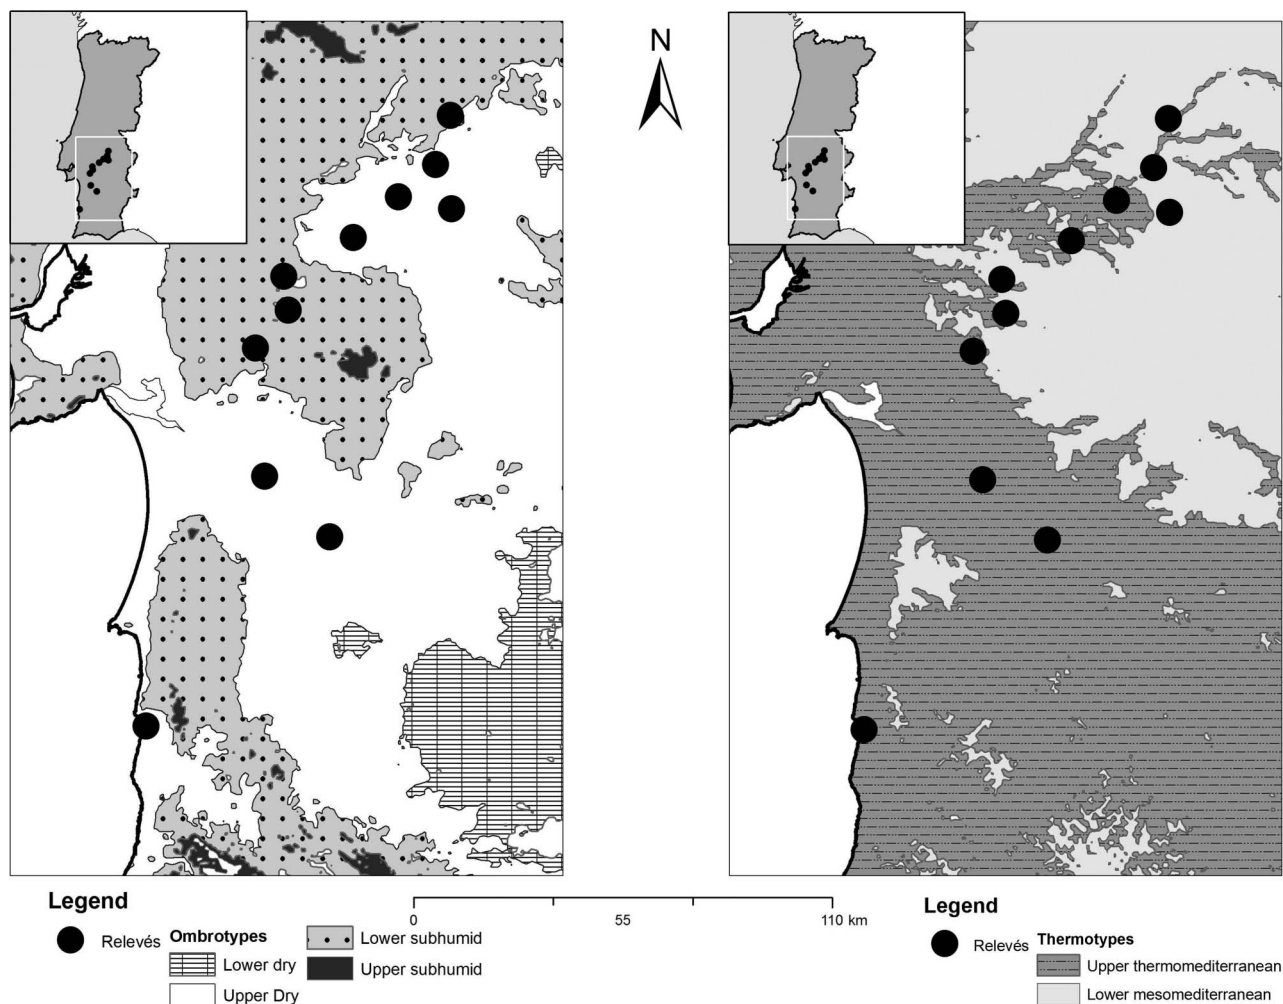 N
Legend
Relevés
Ombrotypes
Lower dry
Upper Dry
Lower subhumid
Upper subhumid
0
55
110 km
Legend
Relevés
Thermotypes
Upper thermomediterranean
Lower mesomediterranean